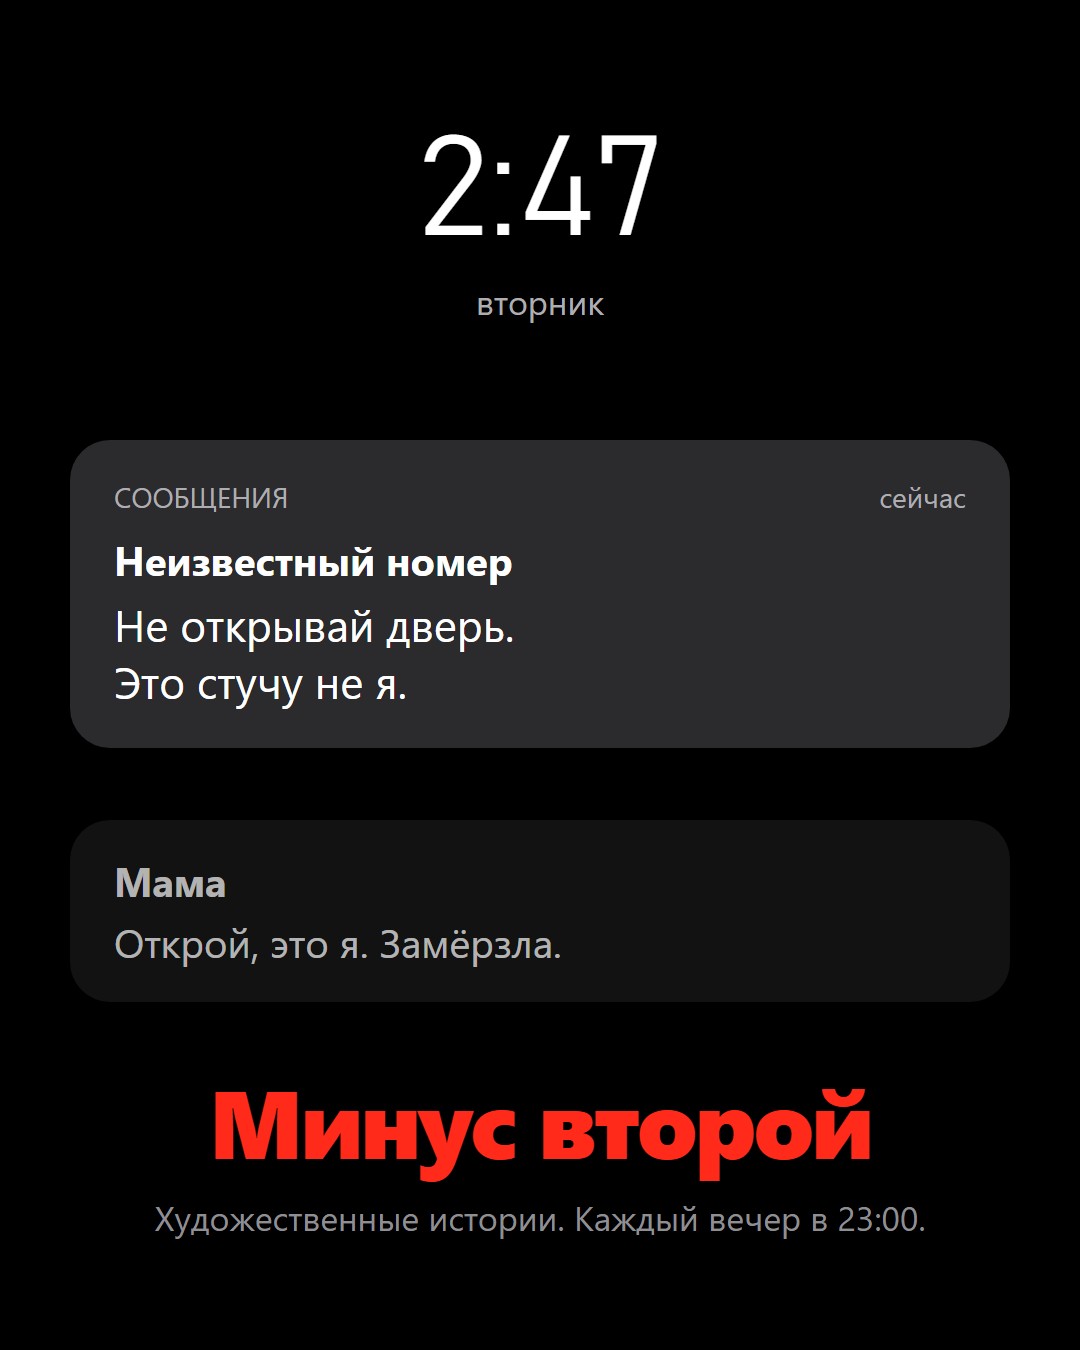 2:47
вторник
СООБЩЕНИЯ сейчас
Неизвестный номер
Не открывай дверь.
Это стучу не я.
Мама
Открой, это я. Замёрзла.
Минус второй
Художественные истории. Каждый вечер в 23:00.